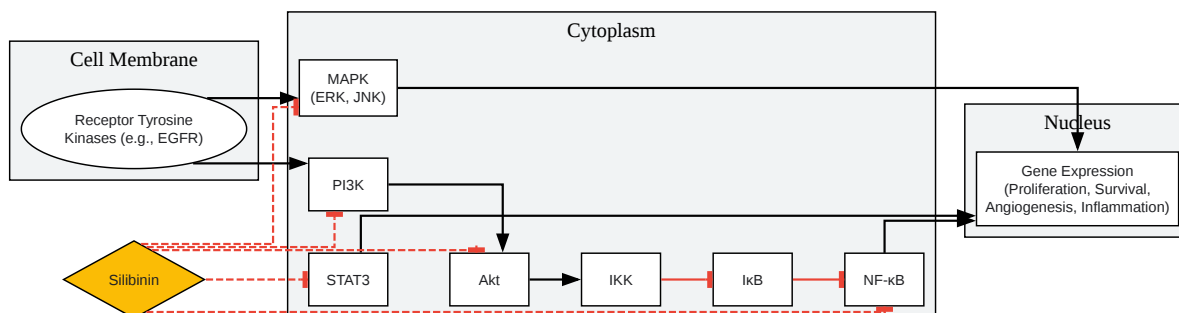 Cytoplasm
Cell Membrane
MAPK
(ERK, JNK)
Receptor Tyrosine
Kinases (e.g., EGFR)
Nucleus
PI3K
Gene Expression
(Proliferation, Survival,
Angiogenesis, Inflammation)
Silibinin
STAT3
Akt
IKK
IκB
NF-κB